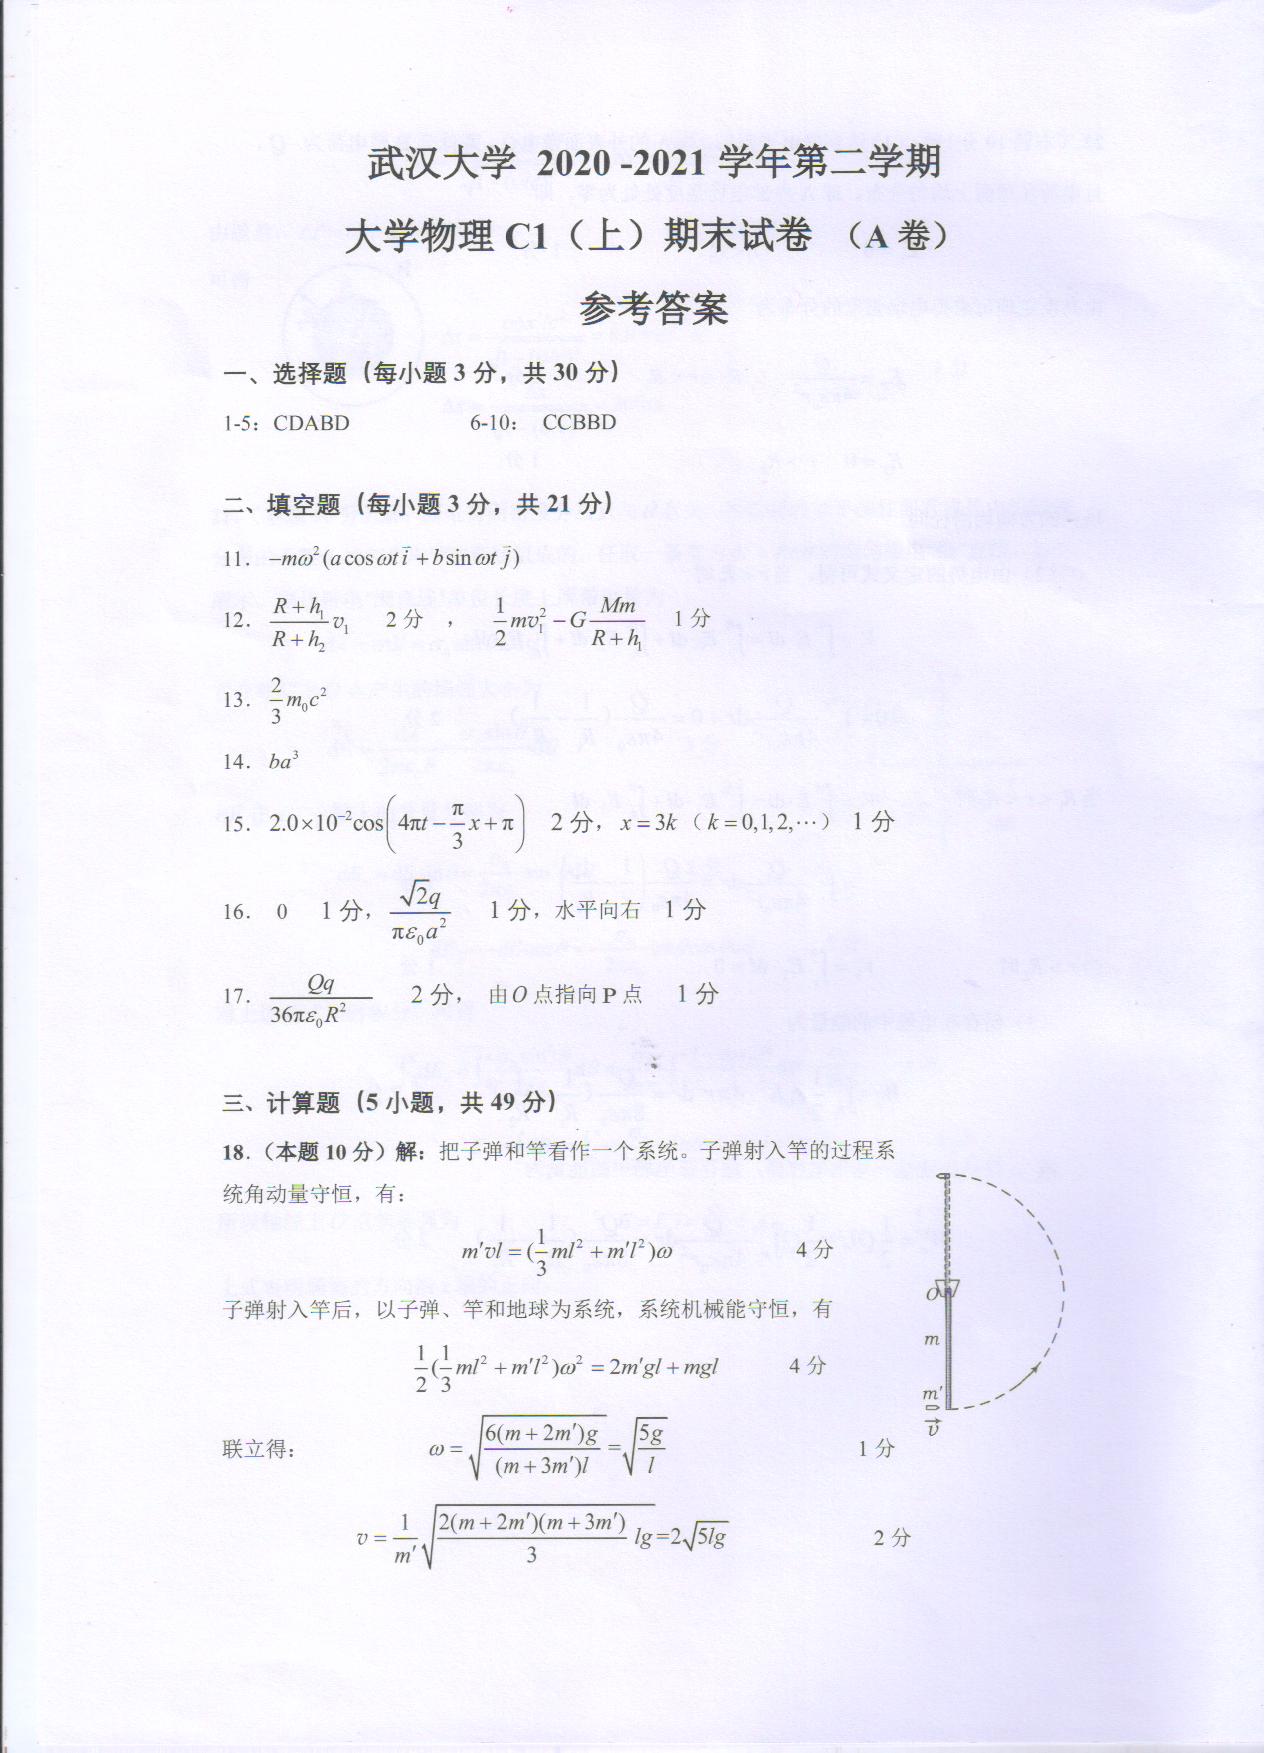 武汉大学 2020 -2021 学年第二学期
大学物理 C1（上）期末试卷 （A 卷）
参考答案
一、选择题（每小题 3 分，共 30 分）
1-5：CDABD 6-10： CCBBD
二、填空题（每小题 3 分，共 21 分）
11． $-m\omega^2(a\cos\omega t\,\vec{i}+b\sin\omega t\,\vec{j})$
12． $\frac{R+h_1}{R+h_2}v_1$ 2 分 ， $\frac{1}{2}mv_1^2-G\frac{Mm}{R+h_1}$ 1 分
13． $\frac{2}{3}m_0c^2$
14． $ba^3$
15． $2.0\times10^{-2}\cos\left(4\pi t-\frac{\pi}{3}x+\pi\right)$ 2 分，$x=3k$（$k=0,1,2,\cdots$） 1 分
16． 0 1 分，$\frac{\sqrt{2}q}{\pi\varepsilon_0a^2}$ 1 分，水平向右 1 分
17． $\frac{Qq}{36\pi\varepsilon_0R^2}$ 2 分， 由 O 点指向 P 点 1 分
三、计算题（5 小题，共 49 分）
18.（本题 10 分）解：把子弹和竿看作一个系统。子弹射入竿的过程系
统角动量守恒，有：
$m'vl=(\frac{1}{3}ml^2+m'l^2)\omega$ 4 分
子弹射入竿后，以子弹、竿和地球为系统，系统机械能守恒，有
$\frac{1}{2}(\frac{1}{3}ml^2+m'l^2)\omega^2=2m'gl+mgl$ 4 分
联立得： $\omega=\sqrt{\frac{6(m+2m')g}{(m+3m')l}}=\sqrt{\frac{5g}{l}}$ 1 分
$v=\frac{1}{m'}\sqrt{\frac{2(m+2m')(m+3m')}{3}lg}=2\sqrt{5lg}$ 2 分
O
m
m'
$\vec{v}$